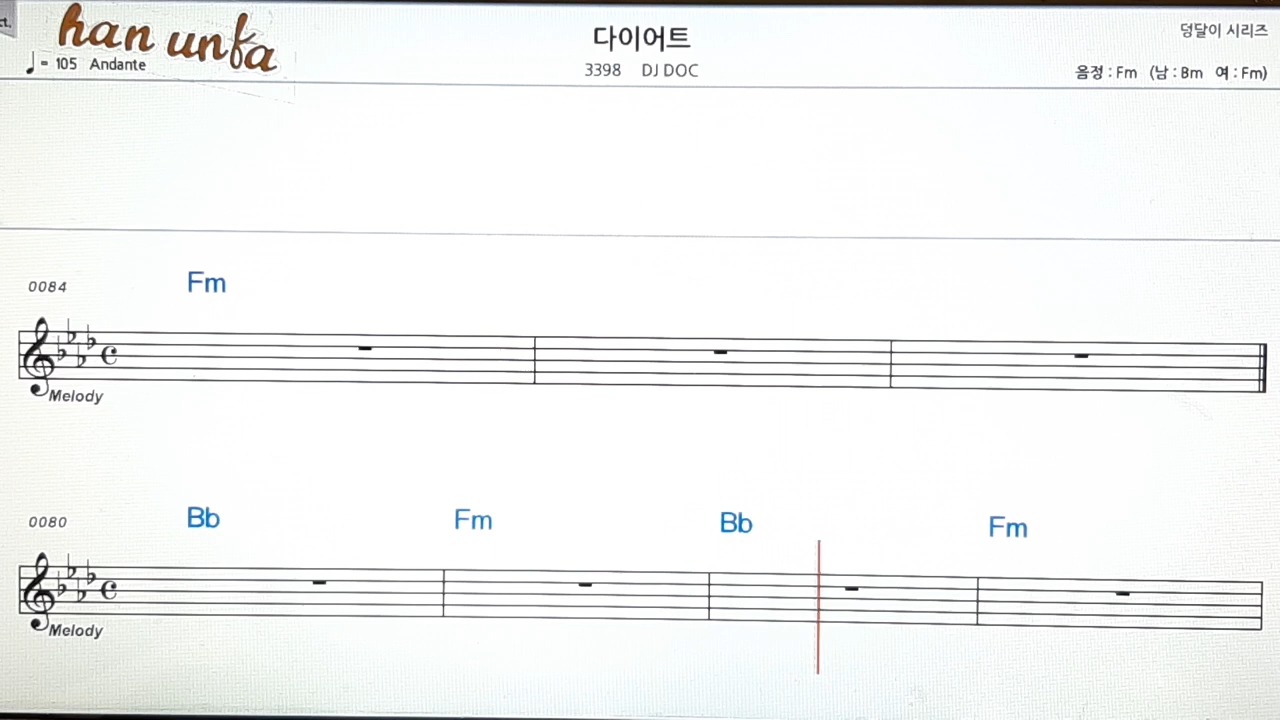 ct.
han unfa
다이어트
덩달이 시리즈
♩ = 105 Andante
3398 DJ DOC
음정 : Fm (남 : Bm 여 : Fm)
0084
Fm
Melody
0080
Bb Fm Bb Fm
Melody